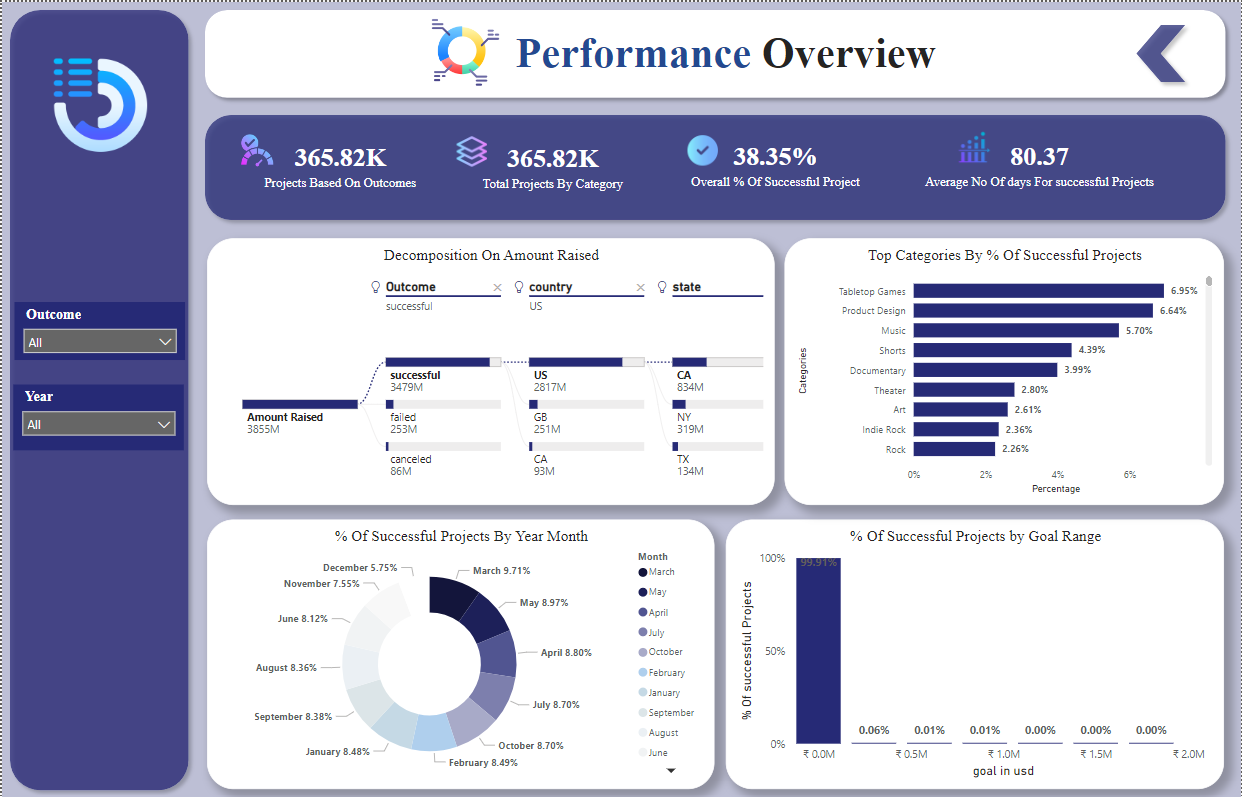 Performance Overview
365.82K
Projects Based On Outcomes
365.82K
Total Projects By Category
38.35%
Overall % Of Successful Project
80.37
Average No Of days For successful Projects
Outcome
All
Year
All
Decomposition On Amount Raised
Outcome
successful
country
US
state
Amount Raised
3855M
successful
3479M
failed
253M
canceled
86M
US
2817M
GB
251M
CA
93M
CA
834M
NY
319M
TX
134M
Top Categories By % Of Successful Projects
Categories
Tabletop Games 6.95%
Product Design 6.64%
Music 5.70%
Shorts 4.39%
Documentary 3.99%
Theater 2.80%
Art 2.61%
Indie Rock 2.36%
Rock 2.26%
0% 2% 4% 6%
Percentage
% Of Successful Projects By Year Month
March 9.71%
May 8.97%
April 8.80%
July 8.70%
October 8.70%
February 8.49%
January 8.48%
September 8.38%
August 8.36%
June 8.12%
November 7.55%
December 5.75%
Month
March
May
April
July
October
February
January
September
August
June
% Of Successful Projects by Goal Range
% Of successful Projects
100%
50%
0%
99.91%
0.06% 0.01% 0.01% 0.00% 0.00% 0.00%
₹ 0.0M ₹ 0.5M ₹ 1.0M ₹ 1.5M ₹ 2.0M
goal in usd